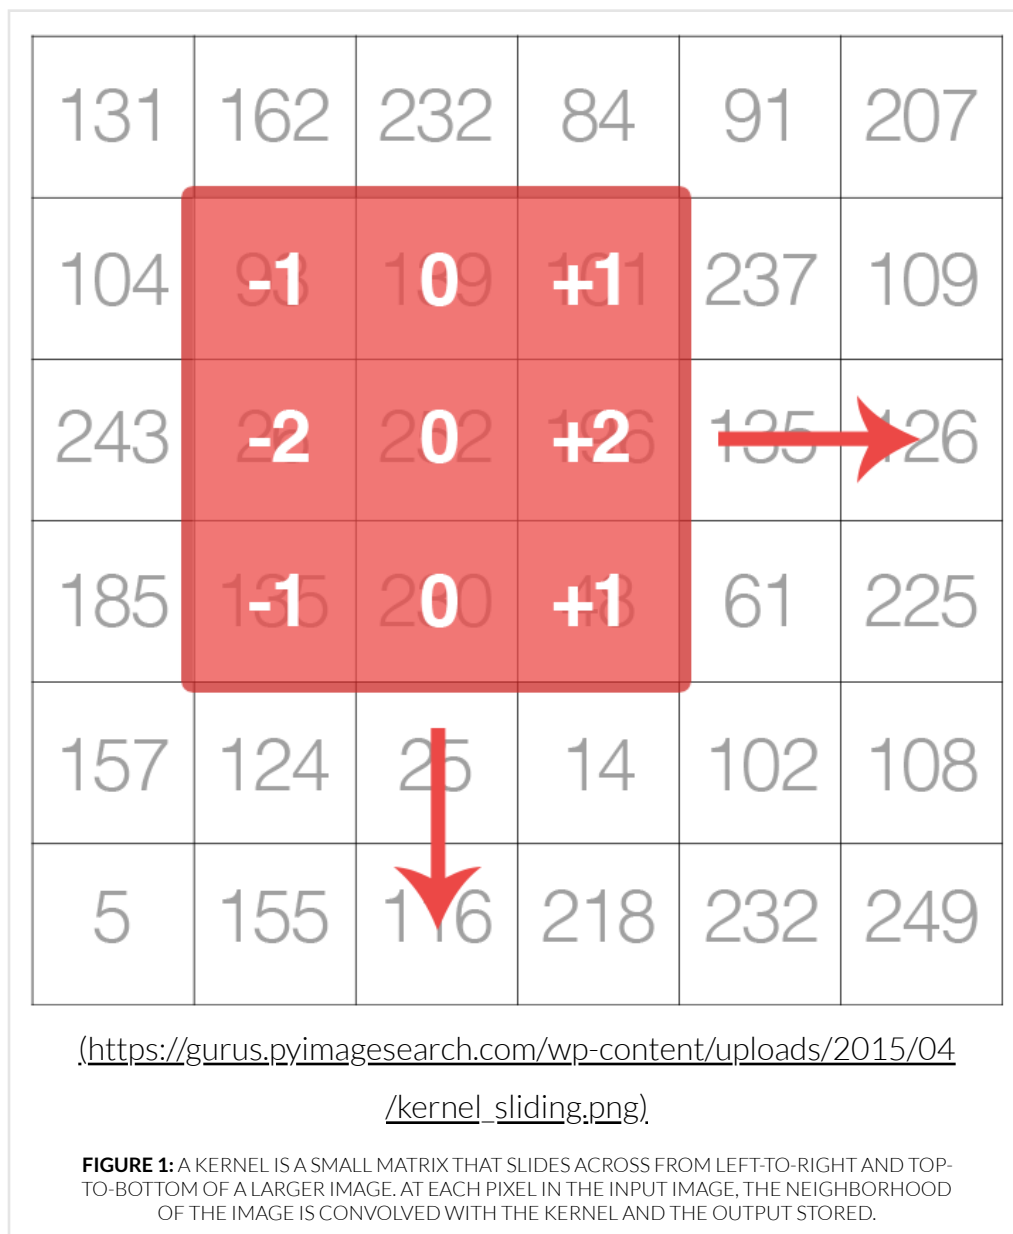 131 162 232 84 91 207
104 -1 0 +1 237 109
243 -2 0 +2 135 126
185 -1 0 +1 61 225
157 124 25 14 102 108
5 155 116 218 232 249
(https://gurus.pyimagesearch.com/wp-content/uploads/2015/04
/kernel_sliding.png)
FIGURE 1: A KERNEL IS A SMALL MATRIX THAT SLIDES ACROSS FROM LEFT-TO-RIGHT AND TOP-
TO-BOTTOM OF A LARGER IMAGE. AT EACH PIXEL IN THE INPUT IMAGE, THE NEIGHBORHOOD
OF THE IMAGE IS CONVOLVED WITH THE KERNEL AND THE OUTPUT STORED.